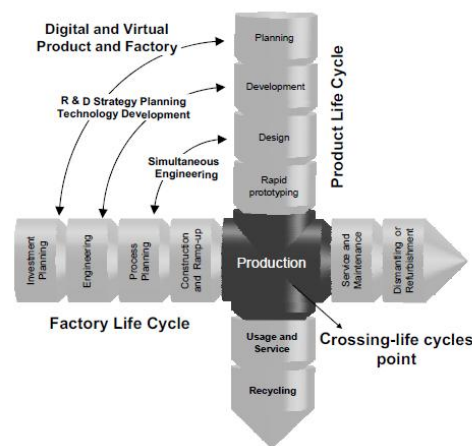 Digital and Virtual
Product and Factory
Planning
R & D Strategy Planning
Technology Development
Development
Product Life Cycle
Simultaneous
Engineering
Design
Rapid
prototyping
Investment
Planning
Engineering
Process
Planning
Construction
and Ramp-up
Production
Service and
Maintenance
Dismantling or
Refurbishment
Factory Life Cycle
Usage and
Service
Crossing-life cycles
point
Recycling